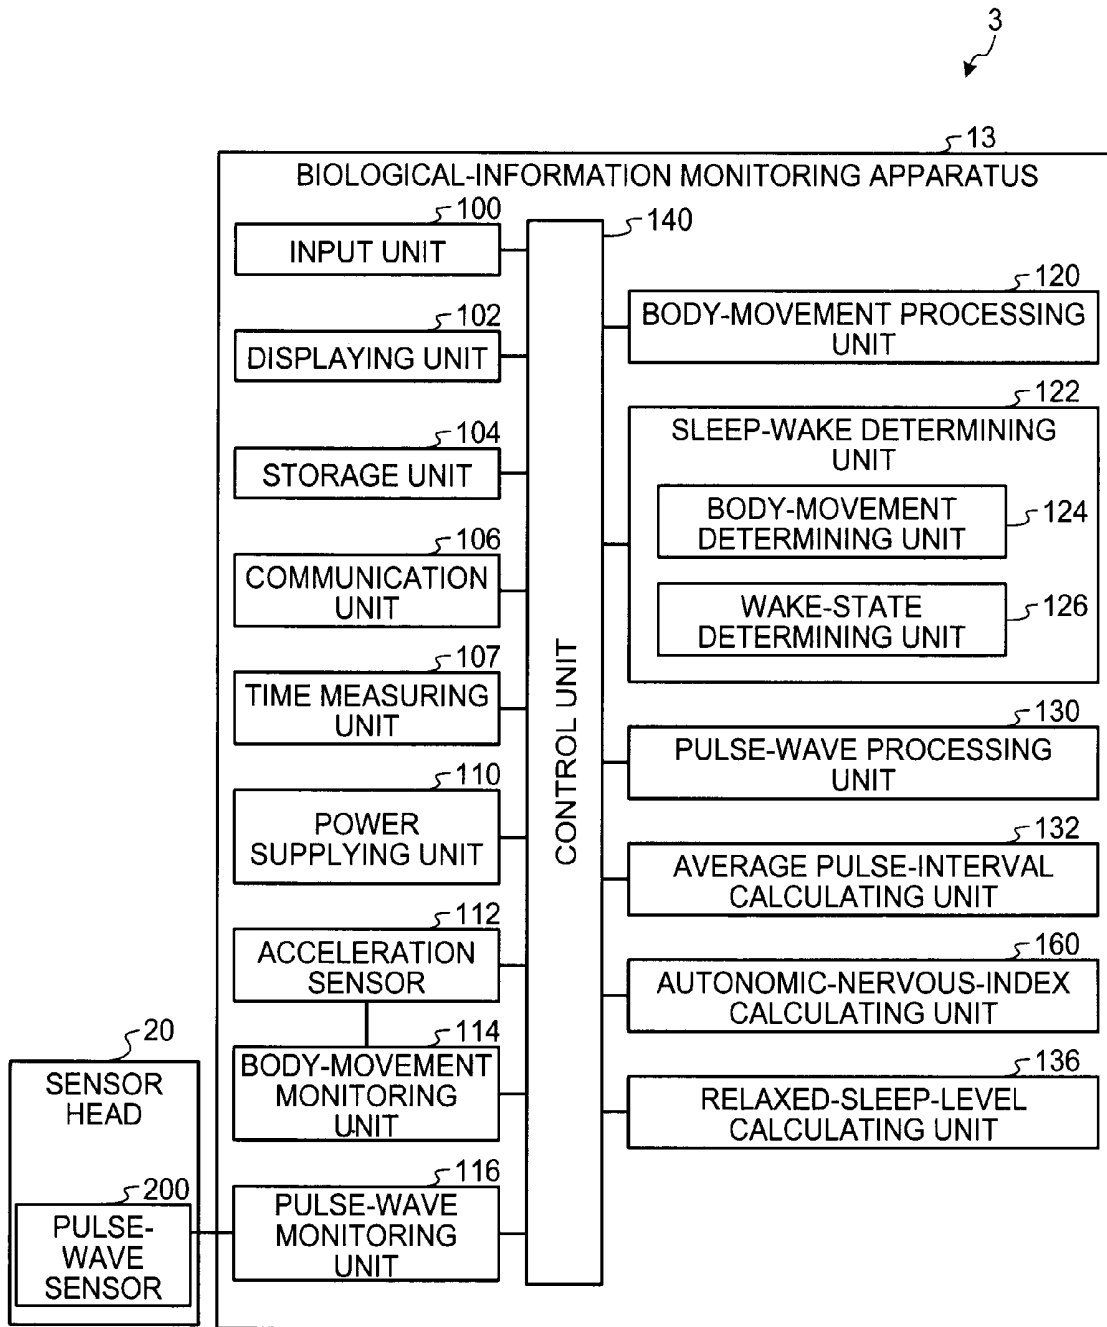 3
13
BIOLOGICAL-INFORMATION MONITORING APPARATUS
100
INPUT UNIT
102
DISPLAYING UNIT
104
STORAGE UNIT
106
COMMUNICATION
UNIT
107
TIME MEASURING
UNIT
110
POWER
SUPPLYING UNIT
112
ACCELERATION
SENSOR
114
BODY-MOVEMENT
MONITORING
UNIT
116
PULSE-WAVE
MONITORING
UNIT
20
SENSOR
HEAD
200
PULSE-
WAVE
SENSOR
140
CONTROL UNIT
120
BODY-MOVEMENT PROCESSING
UNIT
122
SLEEP-WAKE DETERMINING
UNIT
BODY-MOVEMENT
DETERMINING UNIT
124
WAKE-STATE
DETERMINING UNIT
126
130
PULSE-WAVE PROCESSING
UNIT
132
AVERAGE PULSE-INTERVAL
CALCULATING UNIT
160
AUTONOMIC-NERVOUS-INDEX
CALCULATING UNIT
136
RELAXED-SLEEP-LEVEL
CALCULATING UNIT